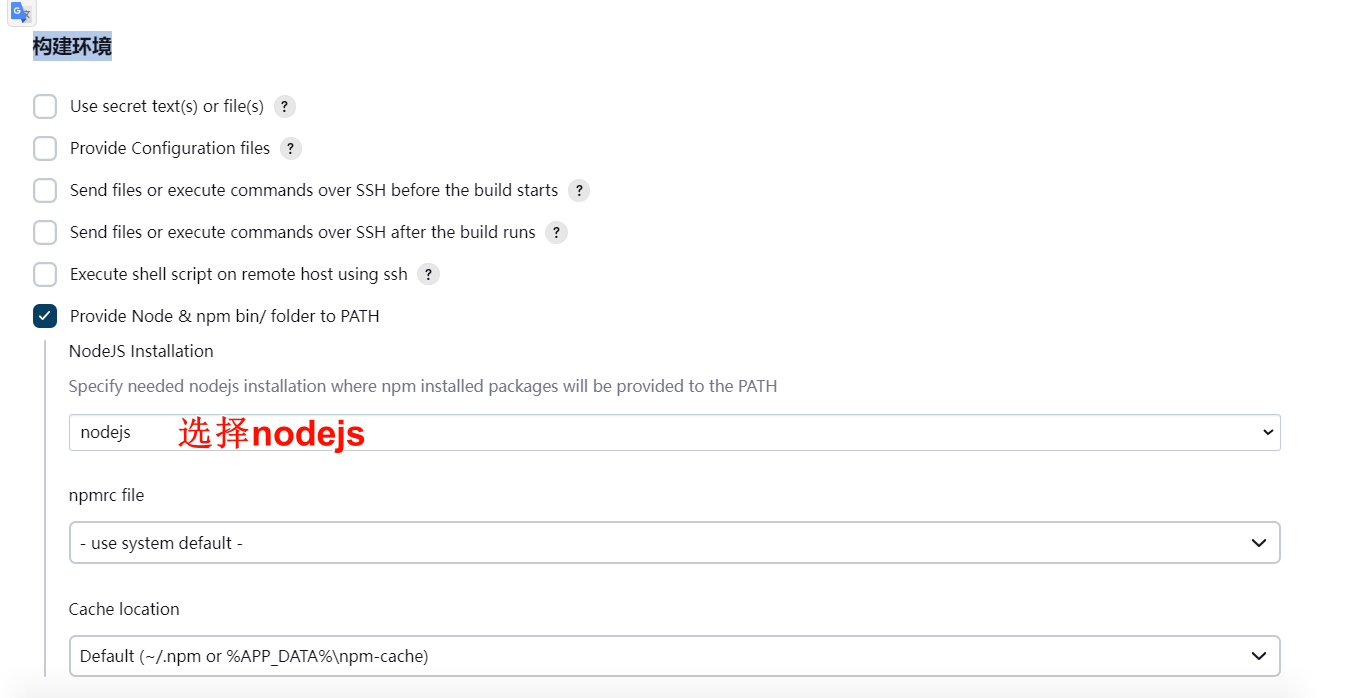 构建环境
Use secret text(s) or file(s) ?
Provide Configuration files ?
Send files or execute commands over SSH before the build starts ?
Send files or execute commands over SSH after the build runs ?
Execute shell script on remote host using ssh ?
Provide Node & npm bin/ folder to PATH
NodeJS Installation
Specify needed nodejs installation where npm installed packages will be provided to the PATH
nodejs 选择nodejs
npmrc file
- use system default -
Cache location
Default (~/.npm or %APP_DATA%\npm-cache)